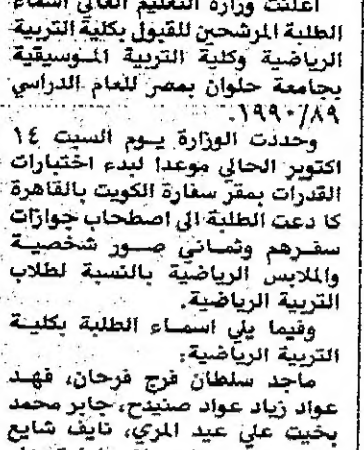 اعلنت وزارة التعليم العالي اسماء
الطلبة المرشحين للقبول بكلية التربية
الرياضية وكلية التربية الموسيقية
بجامعة حلوان بمصر للعام الدراسي
١٩٩٠/٨٩.
وحددت الوزارة يوم السبت ١٤
اكتوبر الحالي موعدا لبدء اختبارات
القدرات بمقر سفارة الكويت بالقاهرة
كا دعت الطلبة الى اصطحاب جوازات
سفرهم وثماني صور شخصية
والملابس الرياضية بالنسبة لطلاب
التربية الرياضية.
وفيما يلي اسماء الطلبة بكلية
التربية الرياضية:
ماجد سلطان فرج فرحان، فهد
عواد زياد عواد صنيدح، جابر محمد
بخيت علي عيد المري، نايف شايع